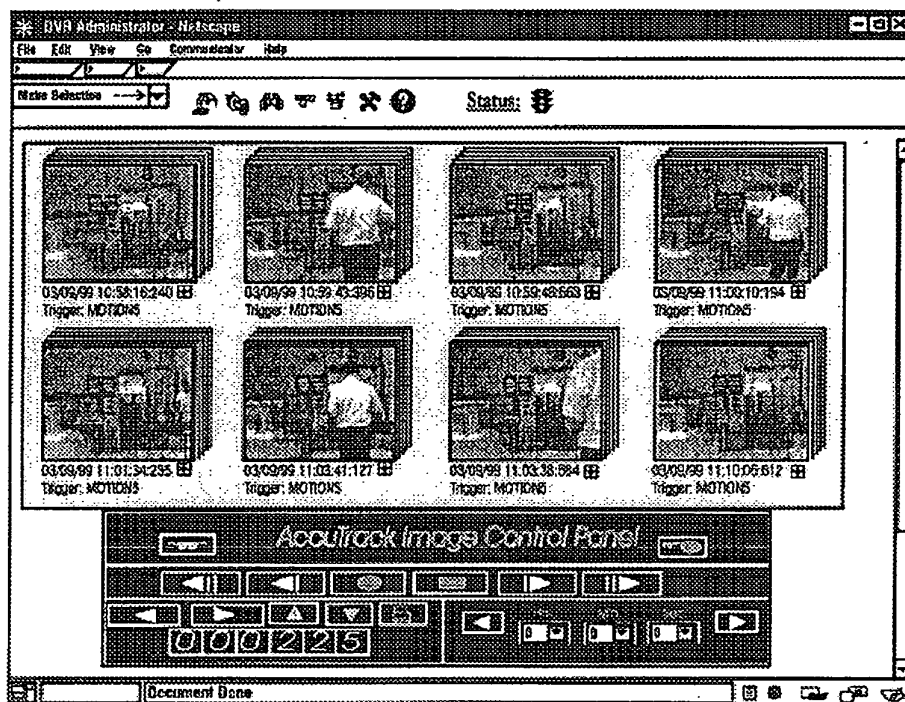 DVR Administrator - Netscape
File Edit View Go Communicator Help
Make Selection --->
Status:
03/09/99 10:58:16:240
03/09/99 10:59:43:396
03/09/99 10:59:48:563
03/09/99 11:00:10:194
Trigger: MOTION5
Trigger: MOTION5
Trigger: MOTION5
Trigger: MOTION5
03/09/99 11:01:34:235
03/09/99 11:03:41:127
03/09/99 11:03:38:684
03/09/99 11:10:06:612
Trigger: MOTION5
Trigger: MOTION5
Trigger: MOTION5
Trigger: MOTION5
AccuTrack Image Control Panel
000225
Document Done